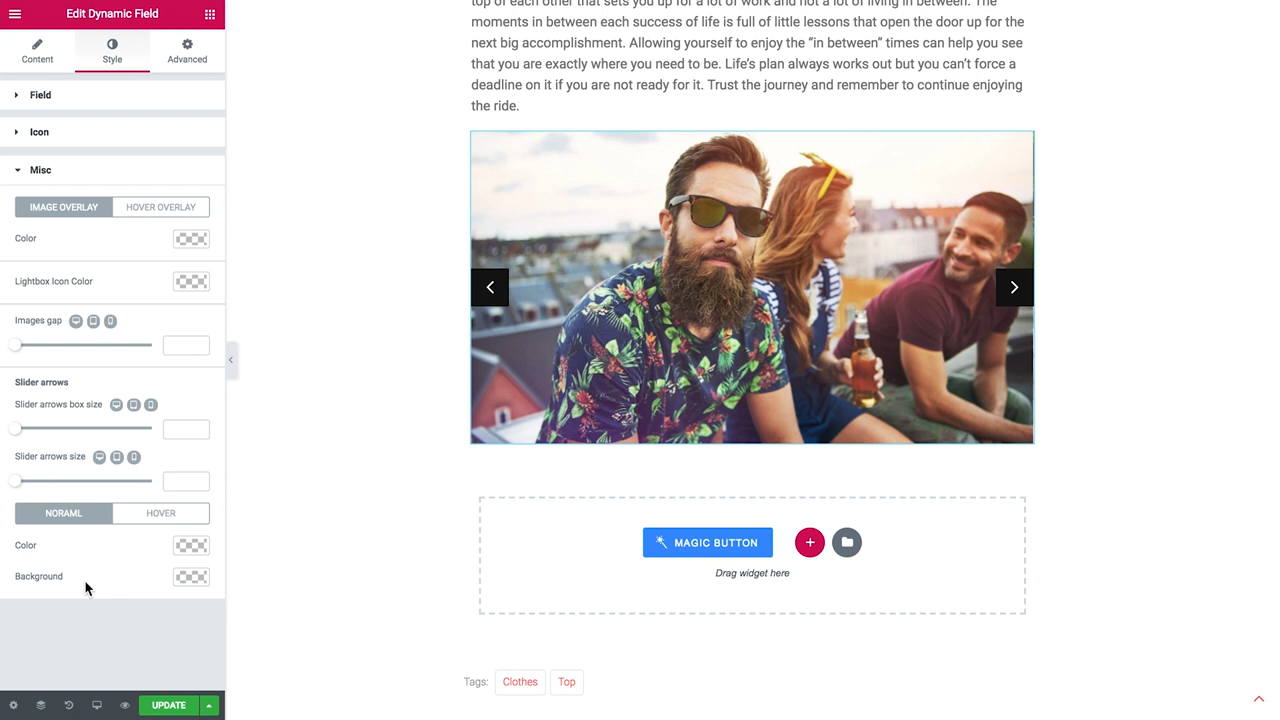 Edit Dynamic Field
Content
Style
Advanced
Field
Icon
Misc
IMAGE OVERLAY
HOVER OVERLAY
Color
Lightbox Icon Color
Images gap
Slider arrows
Slider arrows box size
Slider arrows size
NORAML
HOVER
Color
Background
UPDATE
top of each other that sets you up for a lot of work and not a lot of living in between. The
moments in between each success of life is full of little lessons that open the door up for the
next big accomplishment. Allowing yourself to enjoy the “in between” times can help you see
that you are exactly where you need to be. Life’s plan always works out but you can’t force a
deadline on it if you are not ready for it. Trust the journey and remember to continue enjoying
the ride.
MAGIC BUTTON
Drag widget here
Tags: Clothes Top